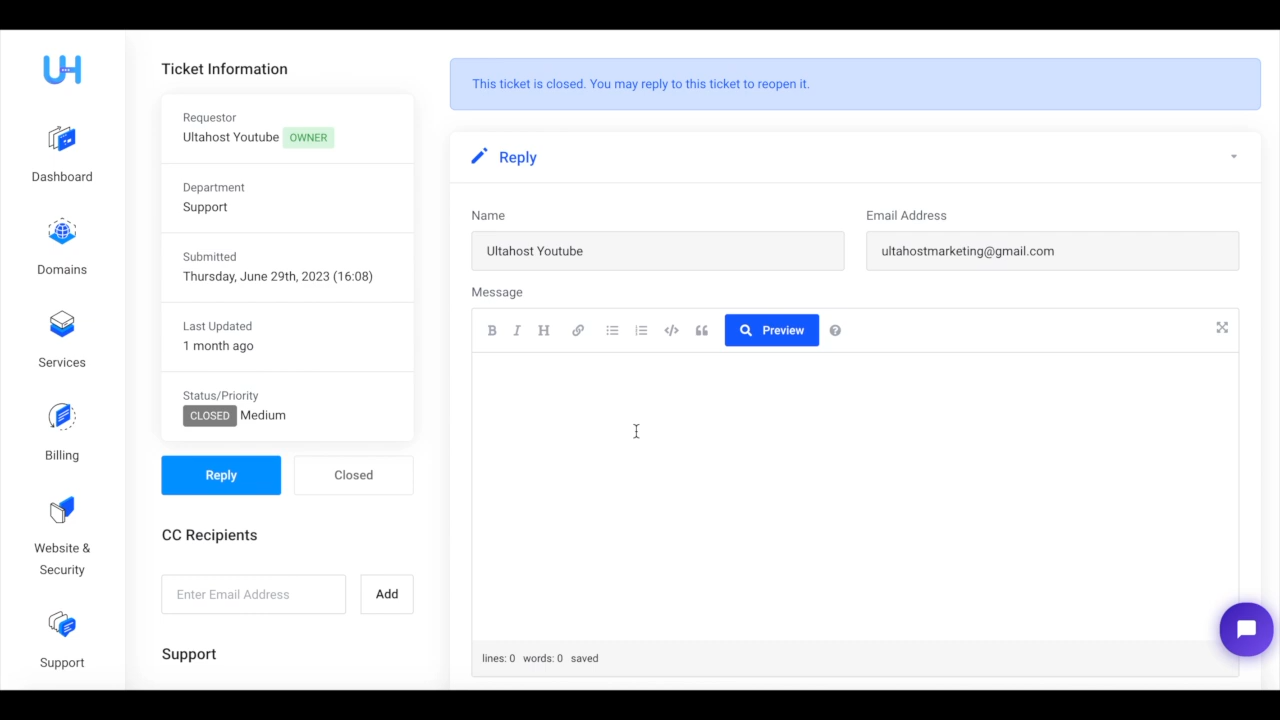 UH
Dashboard
Domains
Services
Billing
Website &
Security
Support
Ticket Information
Requestor
Ultahost Youtube OWNER
Department
Support
Submitted
Thursday, June 29th, 2023 (16:08)
Last Updated
1 month ago
Status/Priority
CLOSED Medium
Reply Closed
CC Recipients
Enter Email Address Add
Support
This ticket is closed. You may reply to this ticket to reopen it.
Reply
Name Email Address
Ultahost Youtube ultahostmarketing@gmail.com
Message
B I H Preview
lines: 0 words: 0 saved